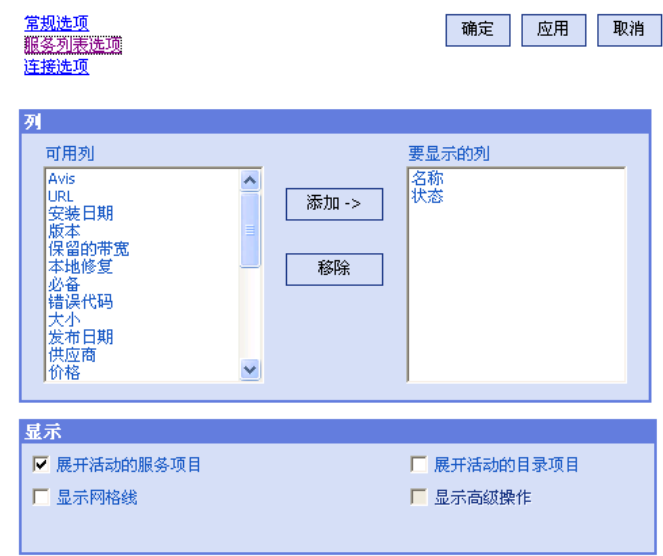 常规选项
服务列表选项
连接选项
确定 应用 取消
列
可用列
Avis
URL
安装日期
版本
保留的带宽
本地修复
必备
错误代码
大小
发布日期
供应商
价格
添加 ->
移除
要显示的列
名称
状态
显示
展开活动的服务项目
展开活动的目录项目
显示网格线
显示高级操作